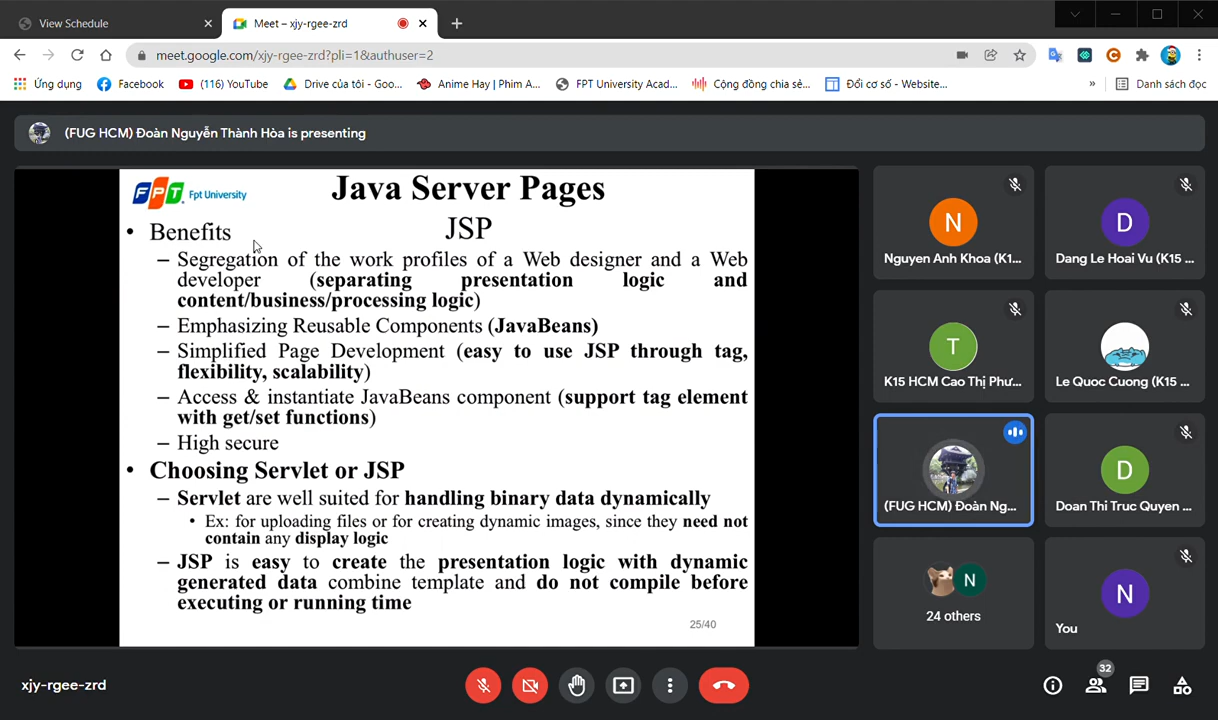 View Schedule
Meet – xjy-rgee-zrd
meet.google.com/xjy-rgee-zrd?pli=1&authuser=2
Ứng dụng
Facebook
(116) YouTube
Drive của tôi - Goo...
Anime Hay | Phim A...
FPT University Acad...
Cộng đồng chia sẻ...
Đổi cơ số - Website...
»
Danh sách đọc
(FUG HCM) Đoàn Nguyễn Thành Hòa is presenting
FPT Fpt University
Java Server Pages
JSP
• Benefits
– Segregation of the work profiles of a Web designer and a Web
developer (separating presentation logic and
content/business/processing logic)
– Emphasizing Reusable Components (JavaBeans)
– Simplified Page Development (easy to use JSP through tag,
flexibility, scalability)
– Access & instantiate JavaBeans component (support tag element
with get/set functions)
– High secure
• Choosing Servlet or JSP
– Servlet are well suited for handling binary data dynamically
• Ex: for uploading files or for creating dynamic images, since they need not
contain any display logic
– JSP is easy to create the presentation logic with dynamic
generated data combine template and do not compile before
executing or running time
25/40
N
Nguyen Anh Khoa (K1...
D
Dang Le Hoai Vu (K15 ...
T
K15 HCM Cao Thị Phư...
Le Quoc Cuong (K15 ...
(FUG HCM) Đoàn Ng...
D
Doan Thi Truc Quyen ...
N
24 others
N
You
xjy-rgee-zrd
32